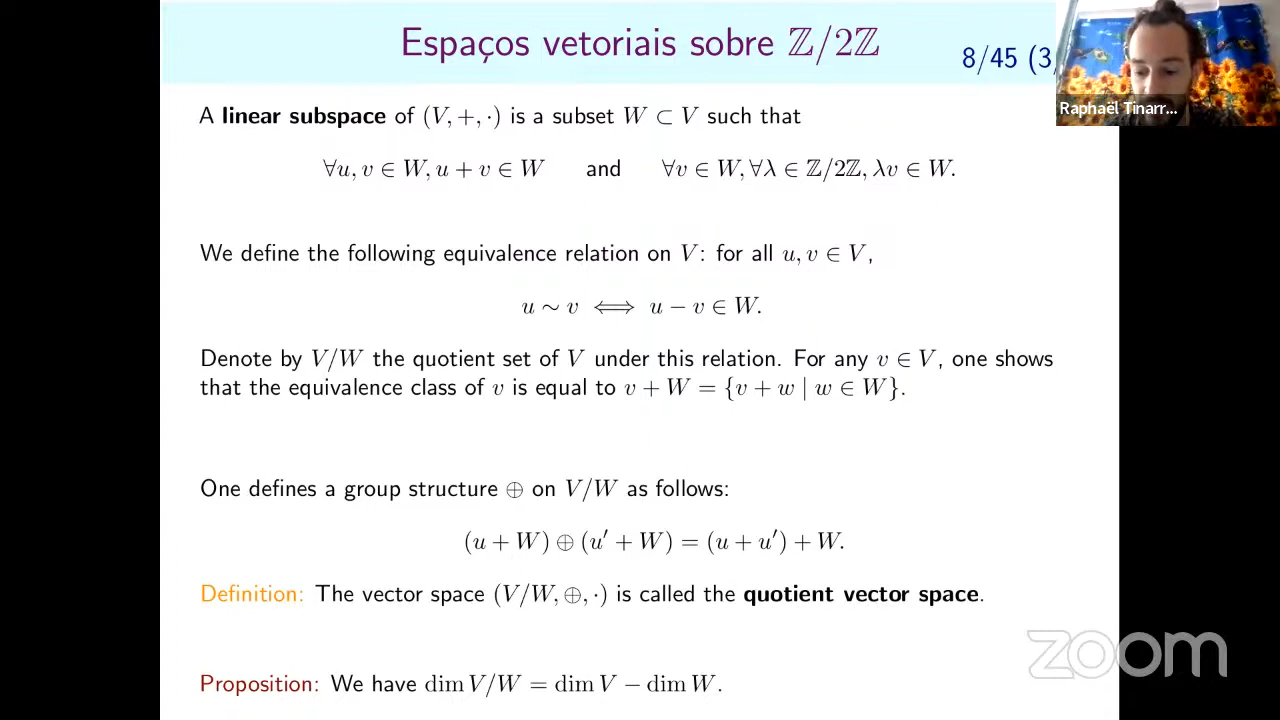 Espaços vetoriais sobre ℤ/2ℤ
8/45 (3/
Raphaël Tinarr...
A linear subspace of (V, +, ·) is a subset W ⊂ V such that
∀u, v ∈ W, u + v ∈ W and ∀v ∈ W, ∀λ ∈ ℤ/2ℤ, λv ∈ W.
We define the following equivalence relation on V: for all u, v ∈ V,
u ∼ v ⟺ u − v ∈ W.
Denote by V/W the quotient set of V under this relation. For any v ∈ V, one shows
that the equivalence class of v is equal to v + W = {v + w | w ∈ W}.
One defines a group structure ⊕ on V/W as follows:
(u + W) ⊕ (u′ + W) = (u + u′) + W.
Definition: The vector space (V/W, ⊕, ·) is called the quotient vector space.
zoom
Proposition: We have dim V/W = dim V − dim W.